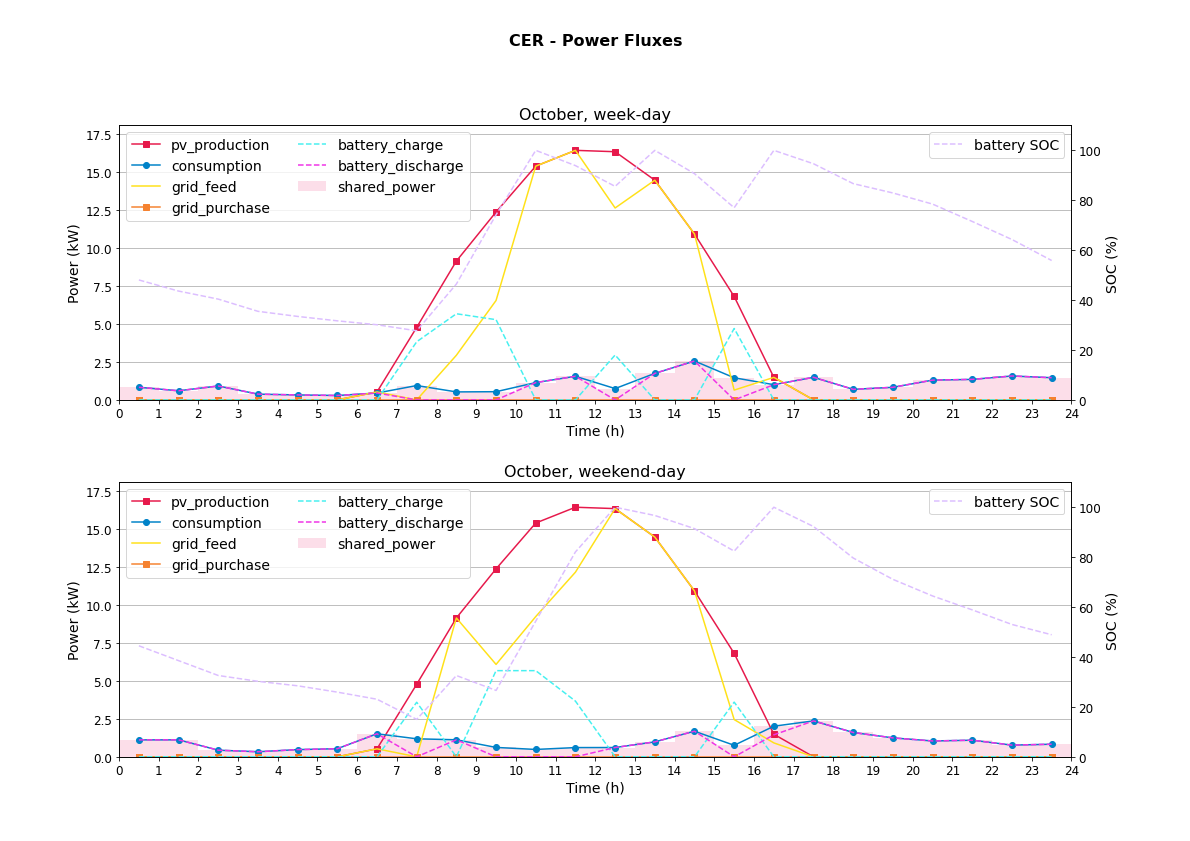 CER - Power Fluxes
October, week-day
pv_production
consumption
grid_feed
grid_purchase
battery_charge
battery_discharge
shared_power
battery SOC
17.5
15.0
12.5
10.0
7.5
5.0
2.5
0.0
Power (kW)
100
80
60
40
20
0
SOC (%)
0 1 2 3 4 5 6 7 8 9 10 11 12 13 14 15 16 17 18 19 20 21 22 23 24
Time (h)
October, weekend-day
pv_production
consumption
grid_feed
grid_purchase
battery_charge
battery_discharge
shared_power
battery SOC
17.5
15.0
12.5
10.0
7.5
5.0
2.5
0.0
Power (kW)
100
80
60
40
20
0
SOC (%)
0 1 2 3 4 5 6 7 8 9 10 11 12 13 14 15 16 17 18 19 20 21 22 23 24
Time (h)